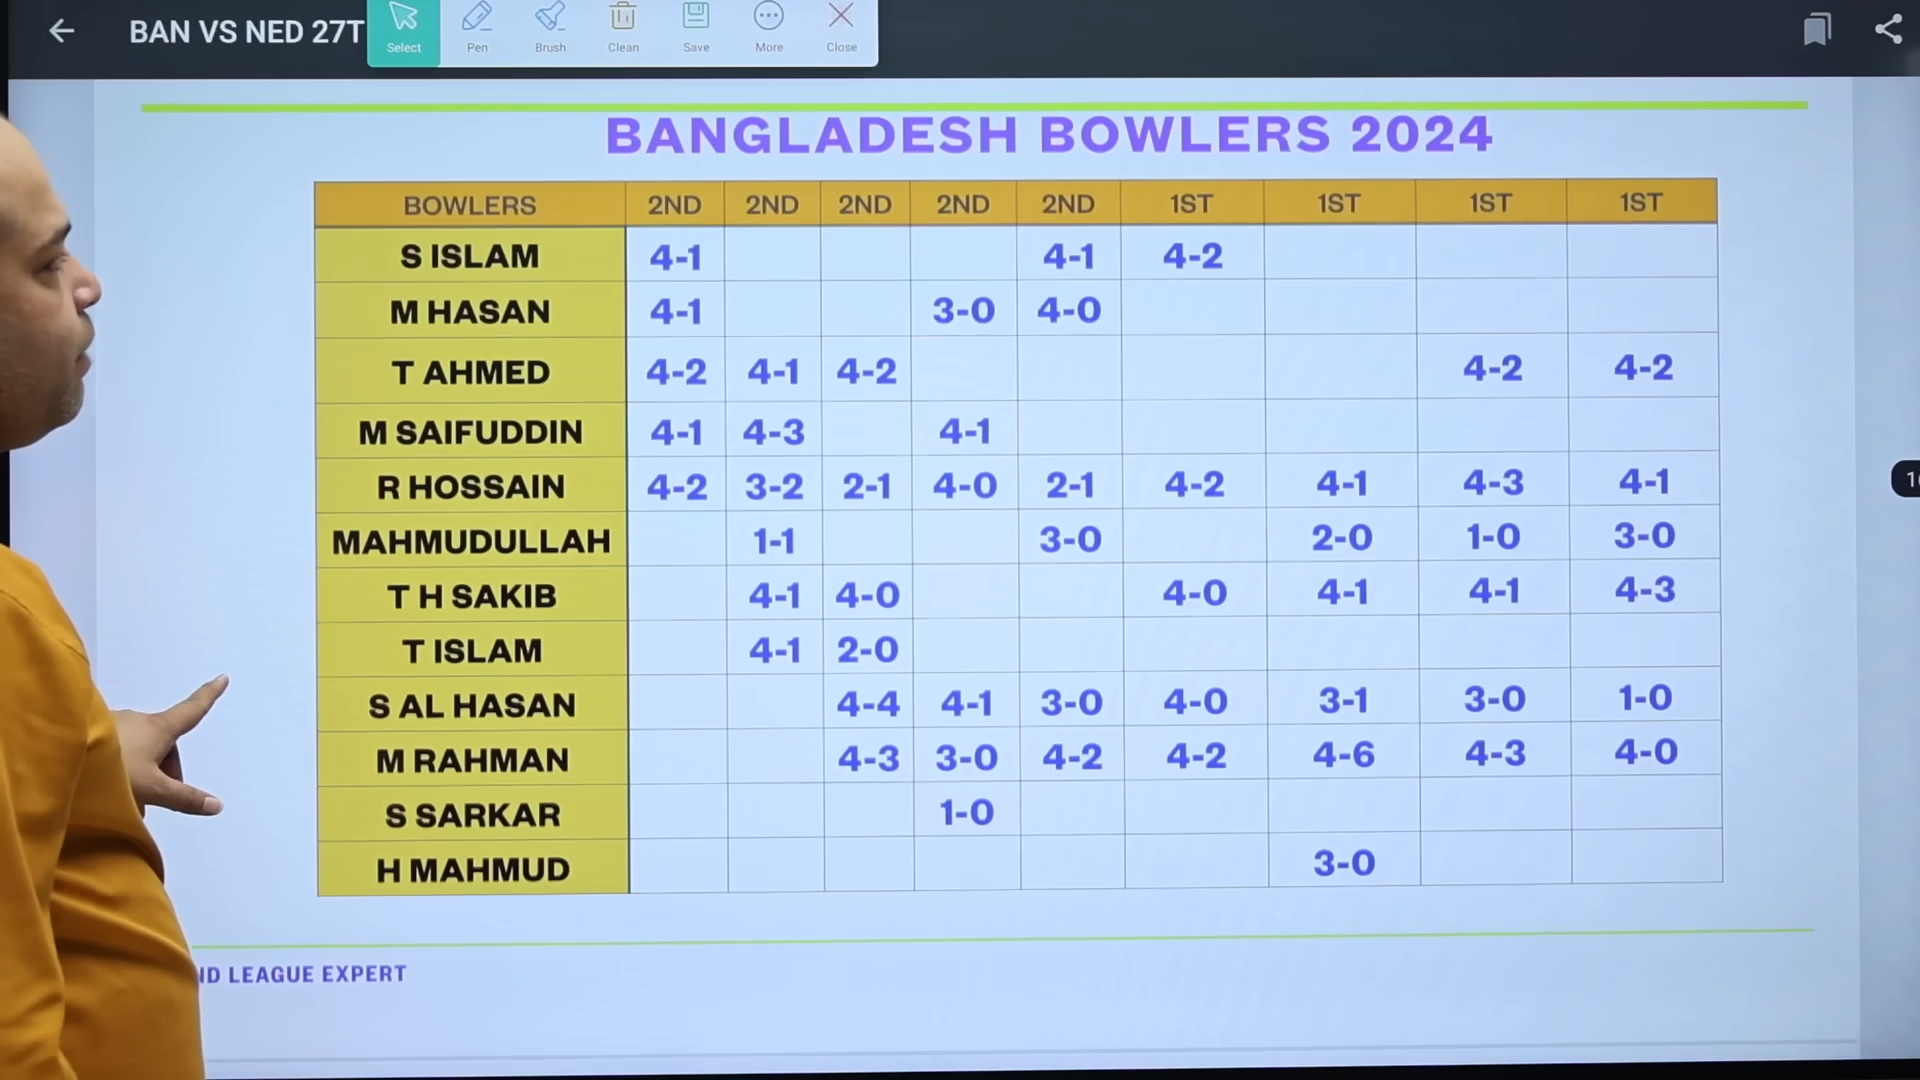 BAN VS NED 27T
Select
Pen
Brush
Clean
Save
More
Close
BANGLADESH BOWLERS 2024
BOWLERS 2ND 2ND 2ND 2ND 2ND 1ST 1ST 1ST 1ST
S ISLAM 4-1 4-1 4-2
M HASAN 4-1 3-0 4-0
T AHMED 4-2 4-1 4-2 4-2 4-2
M SAIFUDDIN 4-1 4-3 4-1
R HOSSAIN 4-2 3-2 2-1 4-0 2-1 4-2 4-1 4-3 4-1
MAHMUDULLAH 1-1 3-0 2-0 1-0 3-0
T H SAKIB 4-1 4-0 4-0 4-1 4-1 4-3
T ISLAM 4-1 2-0
S AL HASAN 4-4 4-1 3-0 4-0 3-1 3-0 1-0
M RAHMAN 4-3 3-0 4-2 4-2 4-6 4-3 4-0
S SARKAR 1-0
H MAHMUD 3-0
LEAGUE EXPERT